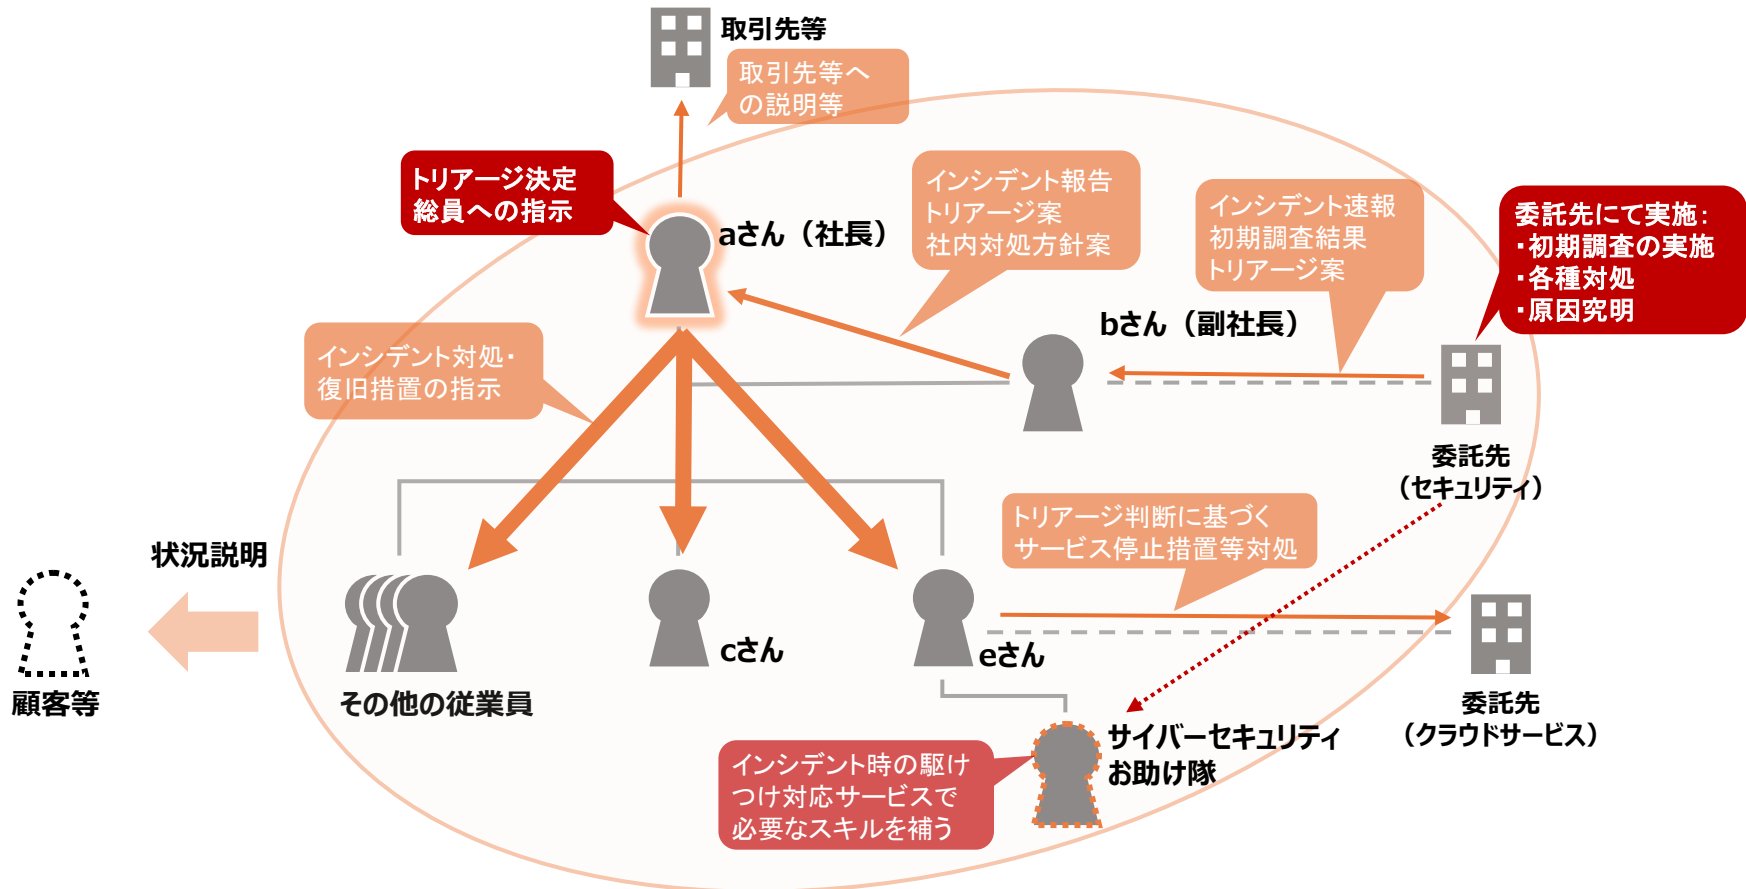 取引先等
取引先等へ
の説明等
トリアージ決定
総員への指示
aさん（社長）
インシデント報告
トリアージ案
社内対処方針案
インシデント速報
初期調査結果
トリアージ案
委託先にて実施：
・初期調査の実施
・各種対処
・原因究明
bさん（副社長）
インシデント対処・
復旧措置の指示
委託先
（セキュリティ）
トリアージ判断に基づく
サービス停止措置等対処
状況説明
顧客等
その他の従業員
cさん
eさん
委託先
（クラウドサービス）
サイバーセキュリティ
お助け隊
インシデント時の駆け
つけ対応サービスで
必要なスキルを補う